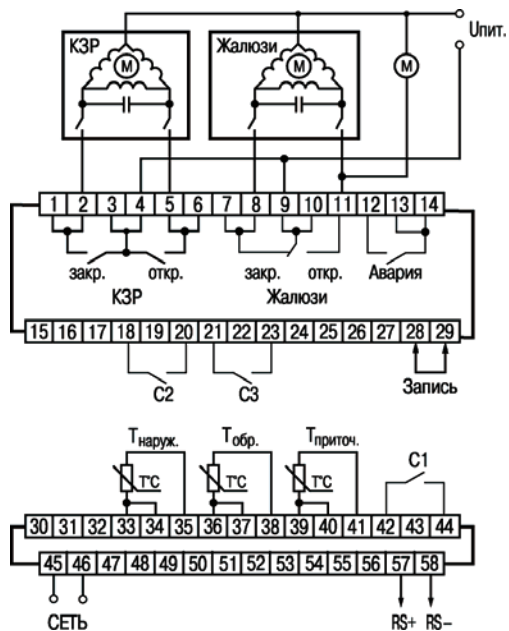 КЗР
Жалюзи
Uпит.
M
M
M
1 2 3 4 5 6 7 8 9 10 11 12 13 14
закр. откр. закр. откр. Авария
КЗР Жалюзи
15 16 17 18 19 20 21 22 23 24 25 26 27 28 29
C2 C3 Запись
Tнаруж. Tобр. Tприточ.
C1
T°C T°C T°C
30 31 32 33 34 35 36 37 38 39 40 41 42 43 44
45 46 47 48 49 50 51 52 53 54 55 56 57 58
СЕТЬ RS+ RS–